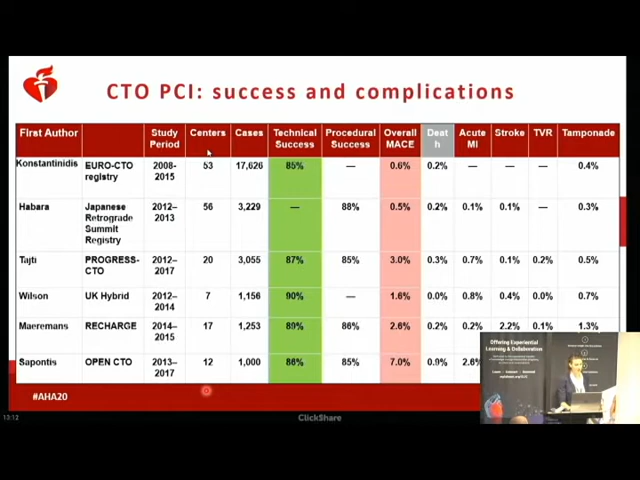 CTO PCI: success and complications
First Author Study Period Centers Cases Technical Success Procedural Success Overall MACE Death Acute MI Stroke TVR Tamponade
Konstantinidis EURO-CTO registry 2008-2015 53 17,626 85% — 0.6% 0.2% — — — 0.4%
Habara Japanese Retrograde Summit Registry 2012–2013 56 3,229 — 88% 0.5% 0.2% 0.1% 0.1% — 0.3%
Tajti PROGRESS-CTO 2012–2017 20 3,055 87% 85% 3.0% 0.3% 0.7% 0.1% 0.2% 0.5%
Wilson UK Hybrid 2012–2014 7 1,156 90% — 1.6% 0.0% 0.8% 0.4% 0.0% 0.7%
Maeremans RECHARGE 2014–2015 17 1,253 89% 86% 2.6% 0.2% 0.2% 2.2% 0.1% 1.3%
Sapontis OPEN CTO 2013-2017 12 1,000 86% 85% 7.0% 0.9% 2.6%
Offering Experiential
Learning & Collaboration
#AHA20
13:12
ClickShare